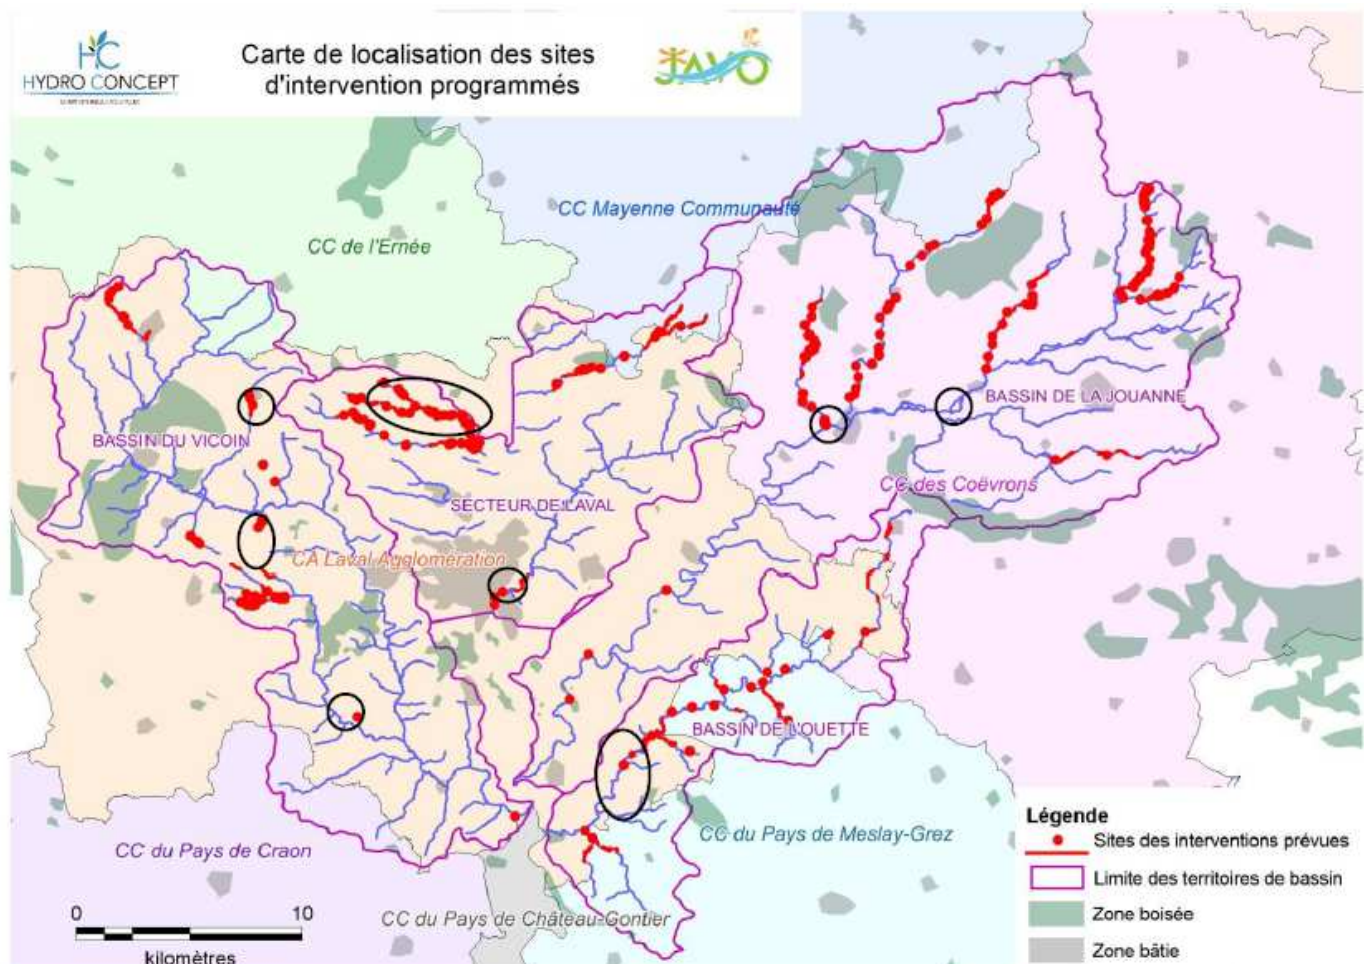 Carte de localisation des sites
d'intervention programmés
HC
HYDRO CONCEPT
JAVO
CC Mayenne Communauté
CC de l'Ernée
BASSIN DE LA JOUANNE
BASSIN DU VICOIN
CC des Coëvrons
SECTEUR DE LAVAL
CA Laval Agglomération
BASSIN DE L'OUETTE
CC du Pays de Meslay-Grez
CC du Pays de Craon
CC du Pays de Château-Gontier
0 10
kilomètres
Légende
Sites des interventions prévues
Limite des territoires de bassin
Zone boisée
Zone bâtie